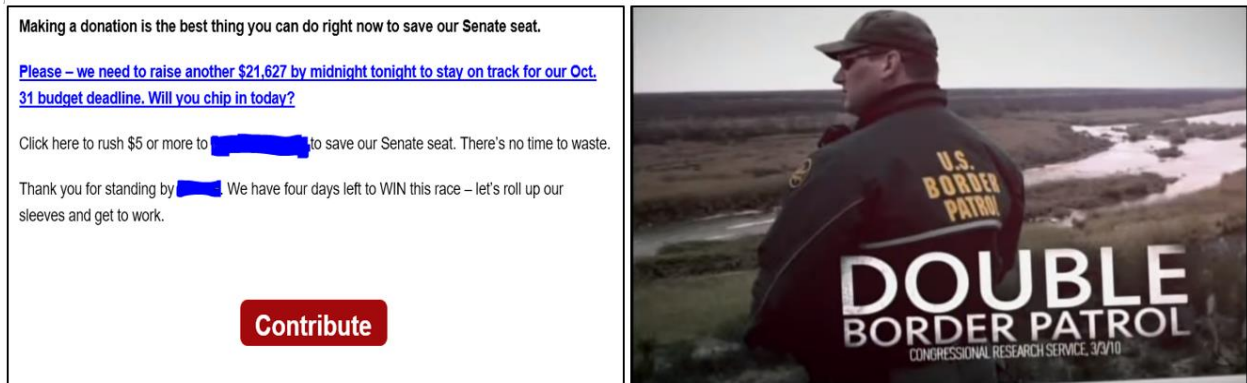 Making a donation is the best thing you can do right now to save our Senate seat.
Please – we need to raise another $21,627 by midnight tonight to stay on track for our Oct.
31 budget deadline. Will you chip in today?
Click here to rush $5 or more to to save our Senate seat. There's no time to waste.
Thank you for standing by . We have four days left to WIN this race – let's roll up our
sleeves and get to work.
Contribute
U.S.
BORDER
PATROL
DOUBLE
BORDER PATROL
CONGRESSIONAL RESEARCH SERVICE, 3/3/10